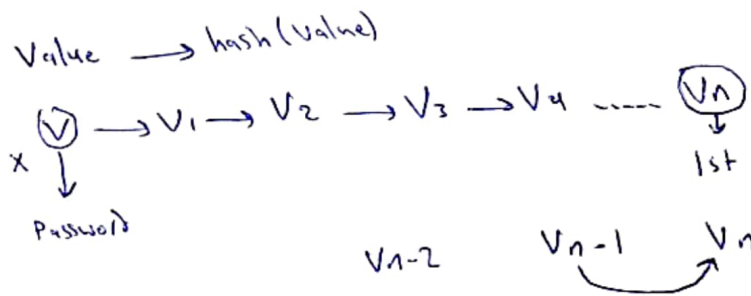 Value → hash(value)
V → V1 → V2 → V3 → V4 ...... Vn
x
1st
Password
Vn-2 Vn-1 Vn